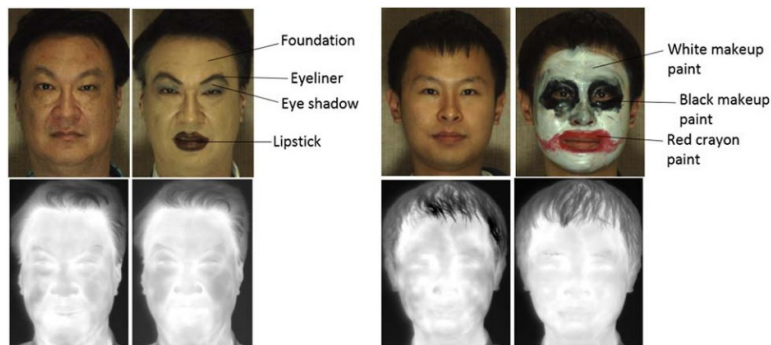 Foundation
Eyeliner
Eye shadow
Lipstick
White makeup
paint
Black makeup
paint
Red crayon
paint